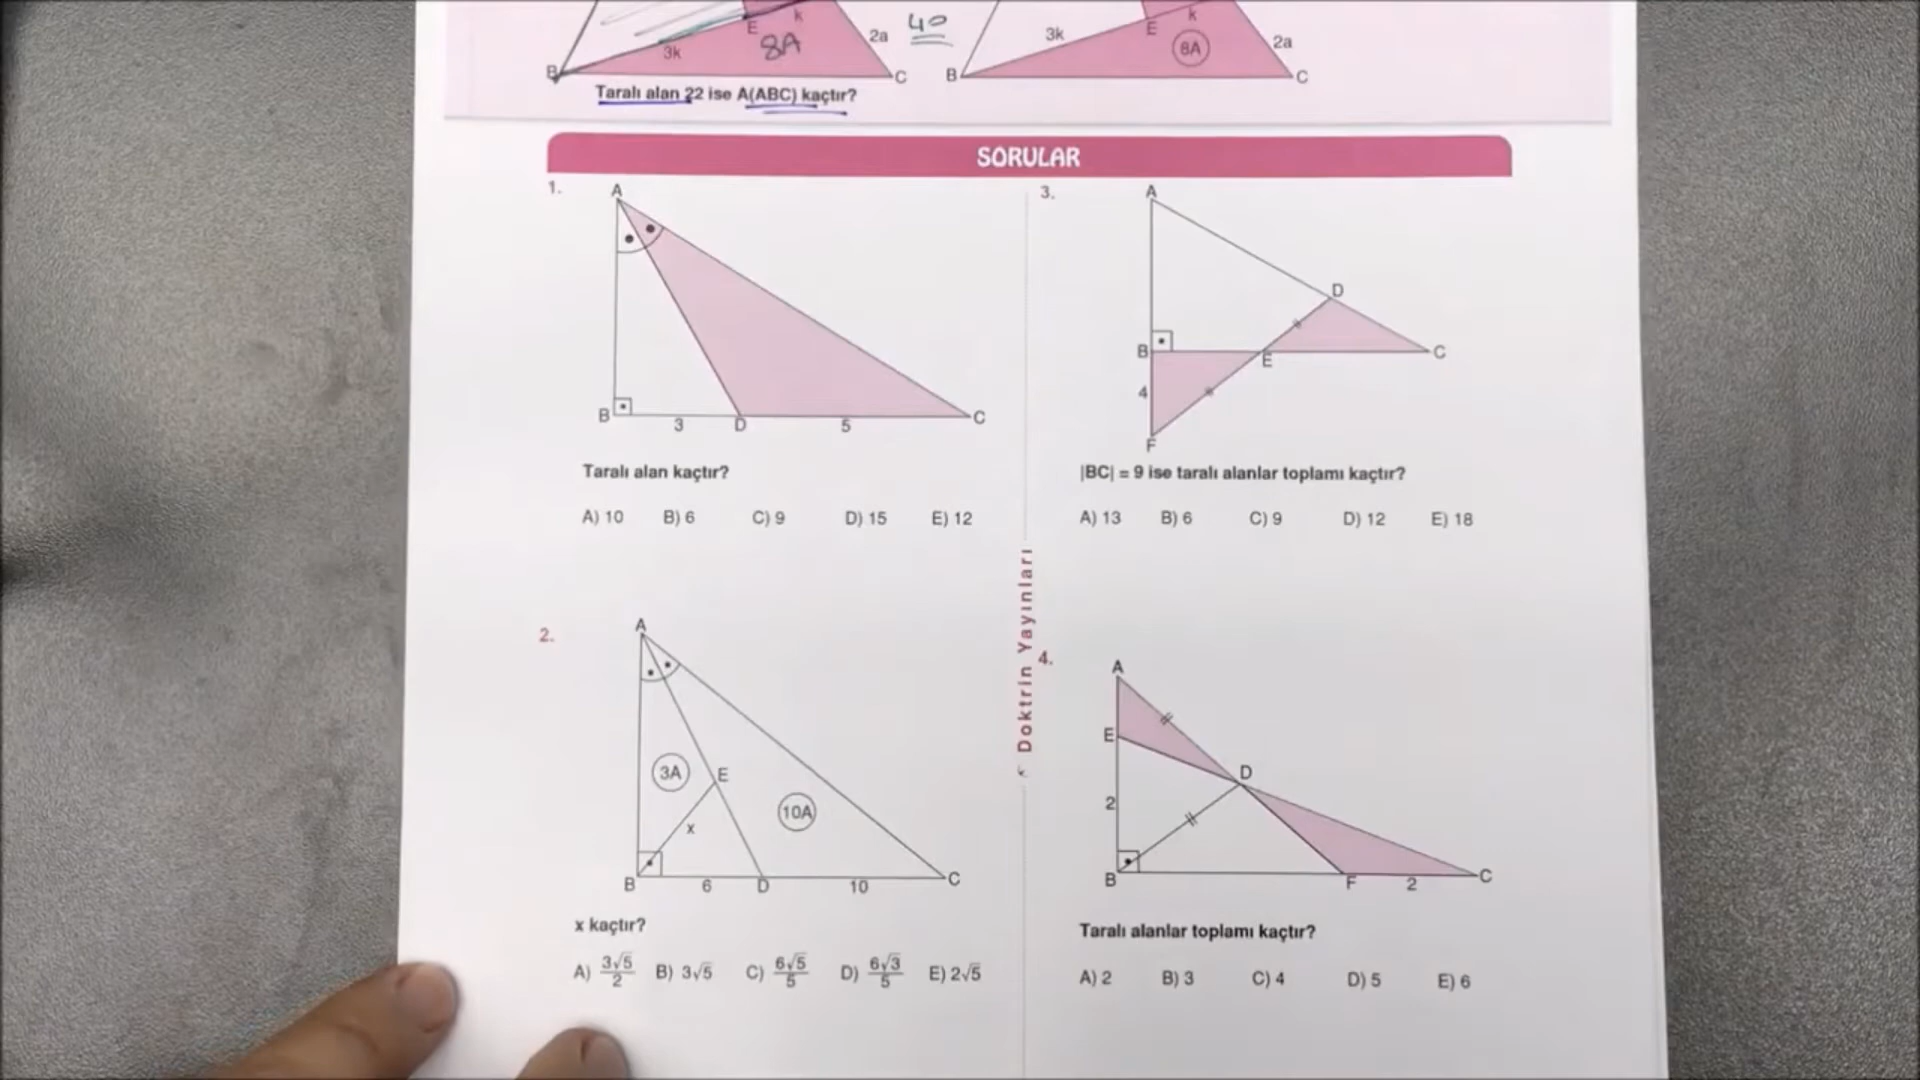 E
k
3k
8A
2a
B
C
40
3k
E
k
8A
2a
B
C
Taralı alan 22 ise A(ABC) kaçtır?
SORULAR
1.
A
B
3
D
5
C
Taralı alan kaçtır?
A) 10 B) 6 C) 9 D) 15 E) 12
2.
A
3A
E
10A
x
B
6
D
10
C
x kaçtır?
A) 3√5/2 B) 3√5 C) 6√5/5 D) 6√3/5 E) 2√5
Doktrin Yayınları
3.
A
D
B
E
C
4
F
|BC| = 9 ise taralı alanlar toplamı kaçtır?
A) 13 B) 6 C) 9 D) 12 E) 18
4.
A
E
D
2
B
F
2
C
Taralı alanlar toplamı kaçtır?
A) 2 B) 3 C) 4 D) 5 E) 6